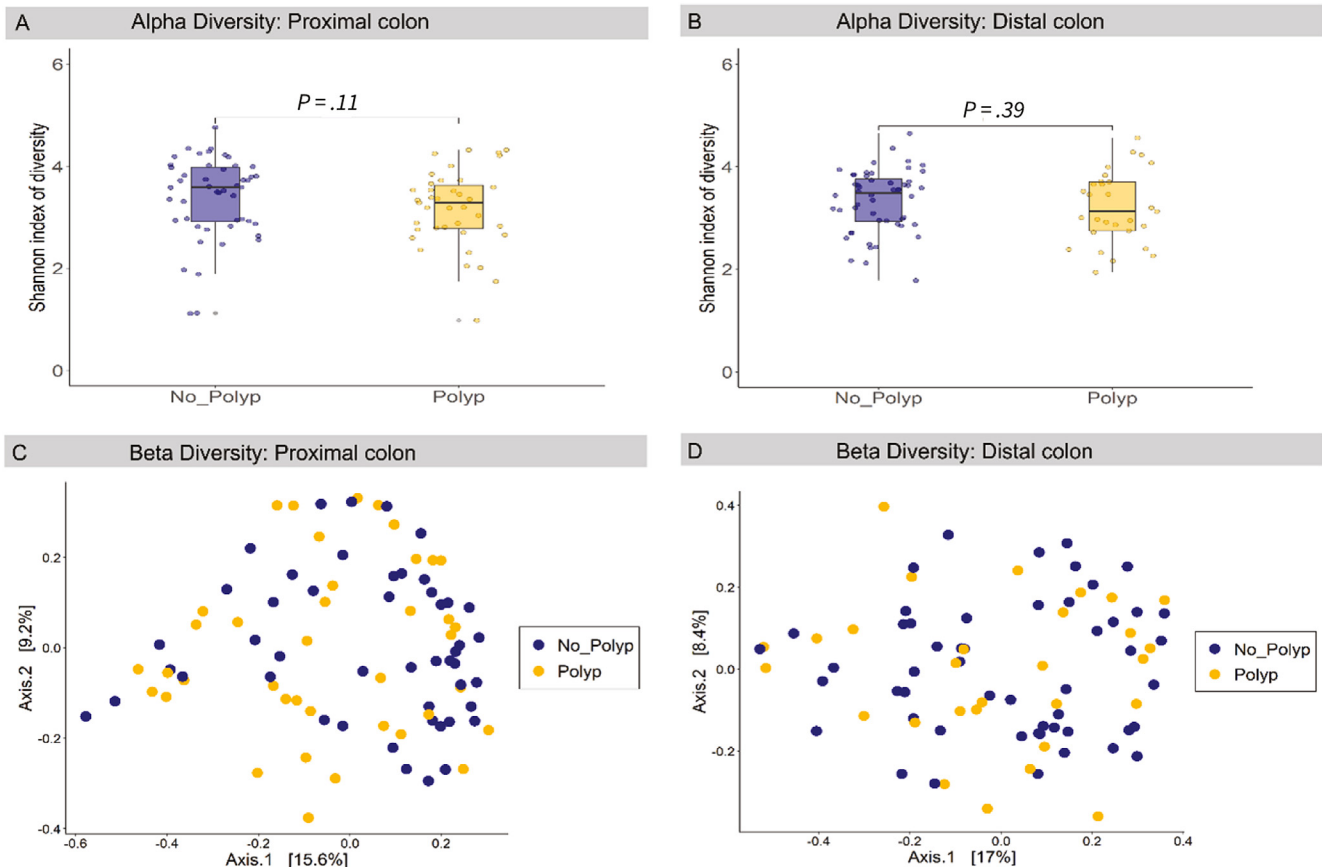 A Alpha Diversity: Proximal colon
Shannon index of diversity
6
4
2
0
P = .11
No_Polyp Polyp
B Alpha Diversity: Distal colon
Shannon index of diversity
6
4
2
0
P = .39
No_Polyp Polyp
C Beta Diversity: Proximal colon
Axis.2 [9.2%]
0.2
0.0
-0.2
-0.4
-0.6 -0.4 -0.2 0.0 0.2
Axis.1 [15.6%]
No_Polyp
Polyp
D Beta Diversity: Distal colon
Axis.2 [8.4%]
0.4
0.2
0.0
-0.2
-0.4 -0.2 0.0 0.2 0.4
Axis.1 [17%]
No_Polyp
Polyp